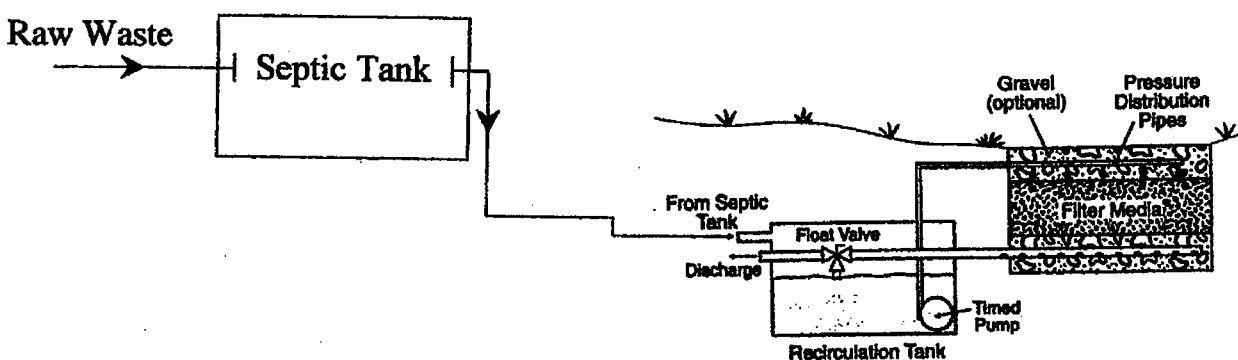 Raw Waste
Septic Tank
Gravel
(optional)
Pressure
Distribution
Pipes
From Septic
Tank
Float Valve
Filter Media
Discharge
Timed
Pump
Recirculation Tank